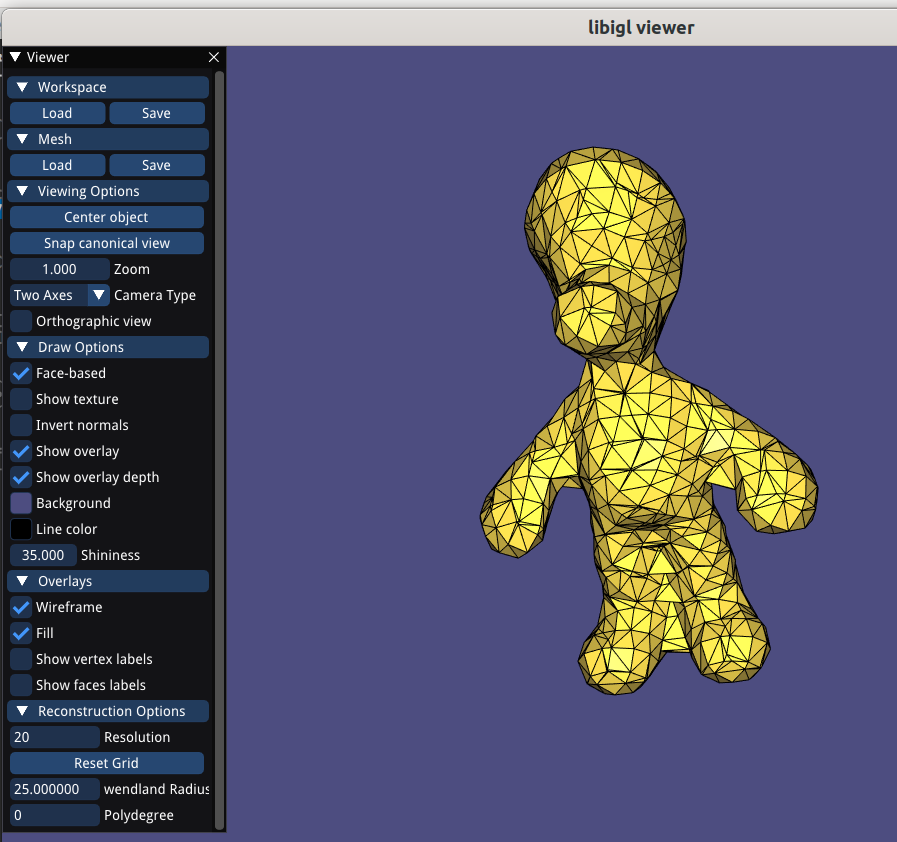 libigl viewer
Viewer
Workspace
Load Save
Mesh
Load Save
Viewing Options
Center object
Snap canonical view
1.000 Zoom
Two Axes Camera Type
Orthographic view
Draw Options
Face-based
Show texture
Invert normals
Show overlay
Show overlay depth
Background
Line color
35.000 Shininess
Overlays
Wireframe
Fill
Show vertex labels
Show faces labels
Reconstruction Options
20 Resolution
Reset Grid
25.000000 wendland Radius
0 Polydegree